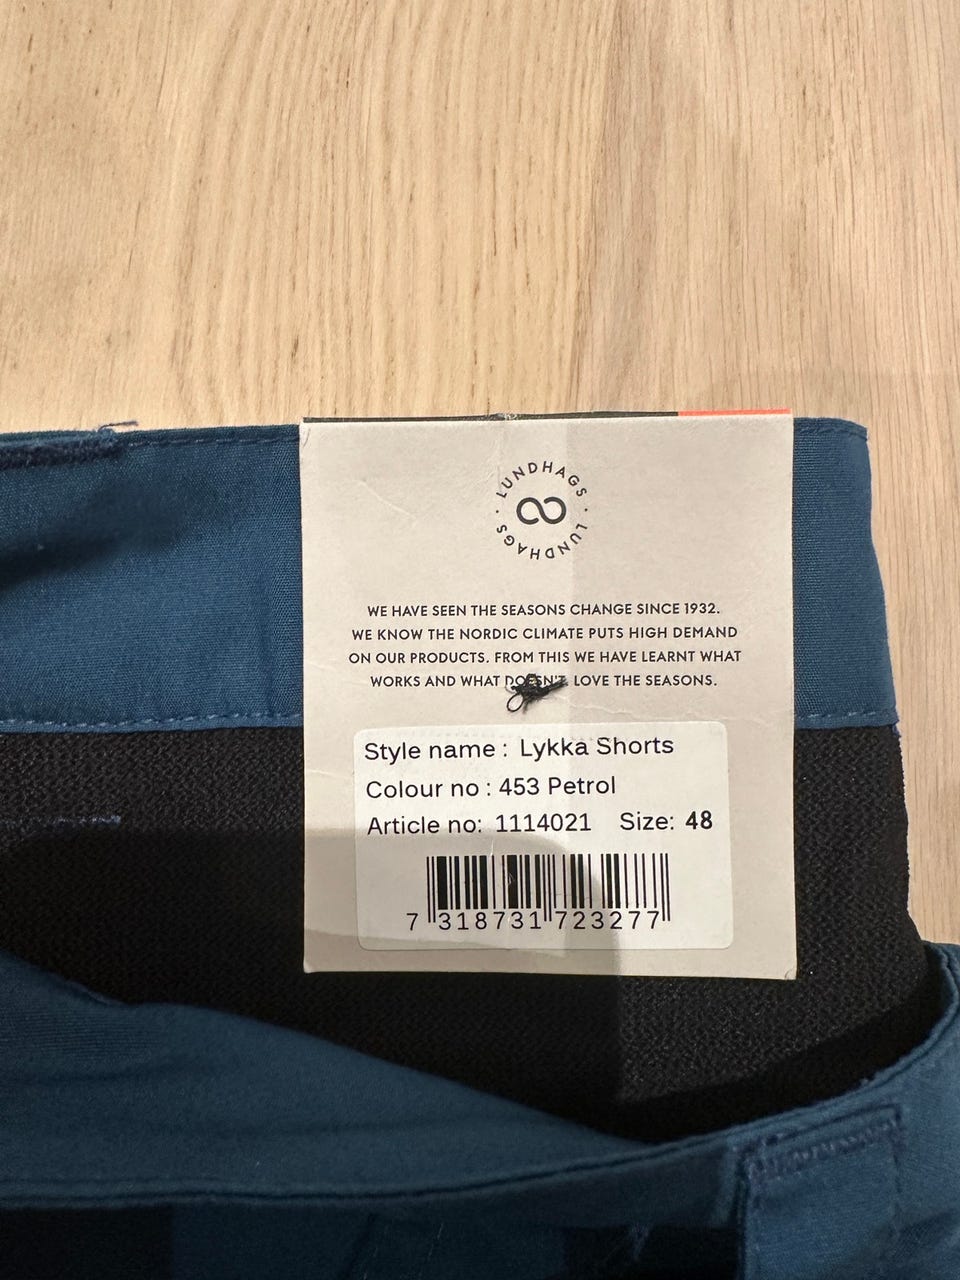 LUNDHAGS · LUNDHAGS ·
WE HAVE SEEN THE SEASONS CHANGE SINCE 1932.
WE KNOW THE NORDIC CLIMATE PUTS HIGH DEMAND
ON OUR PRODUCTS. FROM THIS WE HAVE LEARNT WHAT
WORKS AND WHAT DOESN'T. LOVE THE SEASONS.
Style name : Lykka Shorts
Colour no : 453 Petrol
Article no: 1114021 Size: 48
7 318731 723277